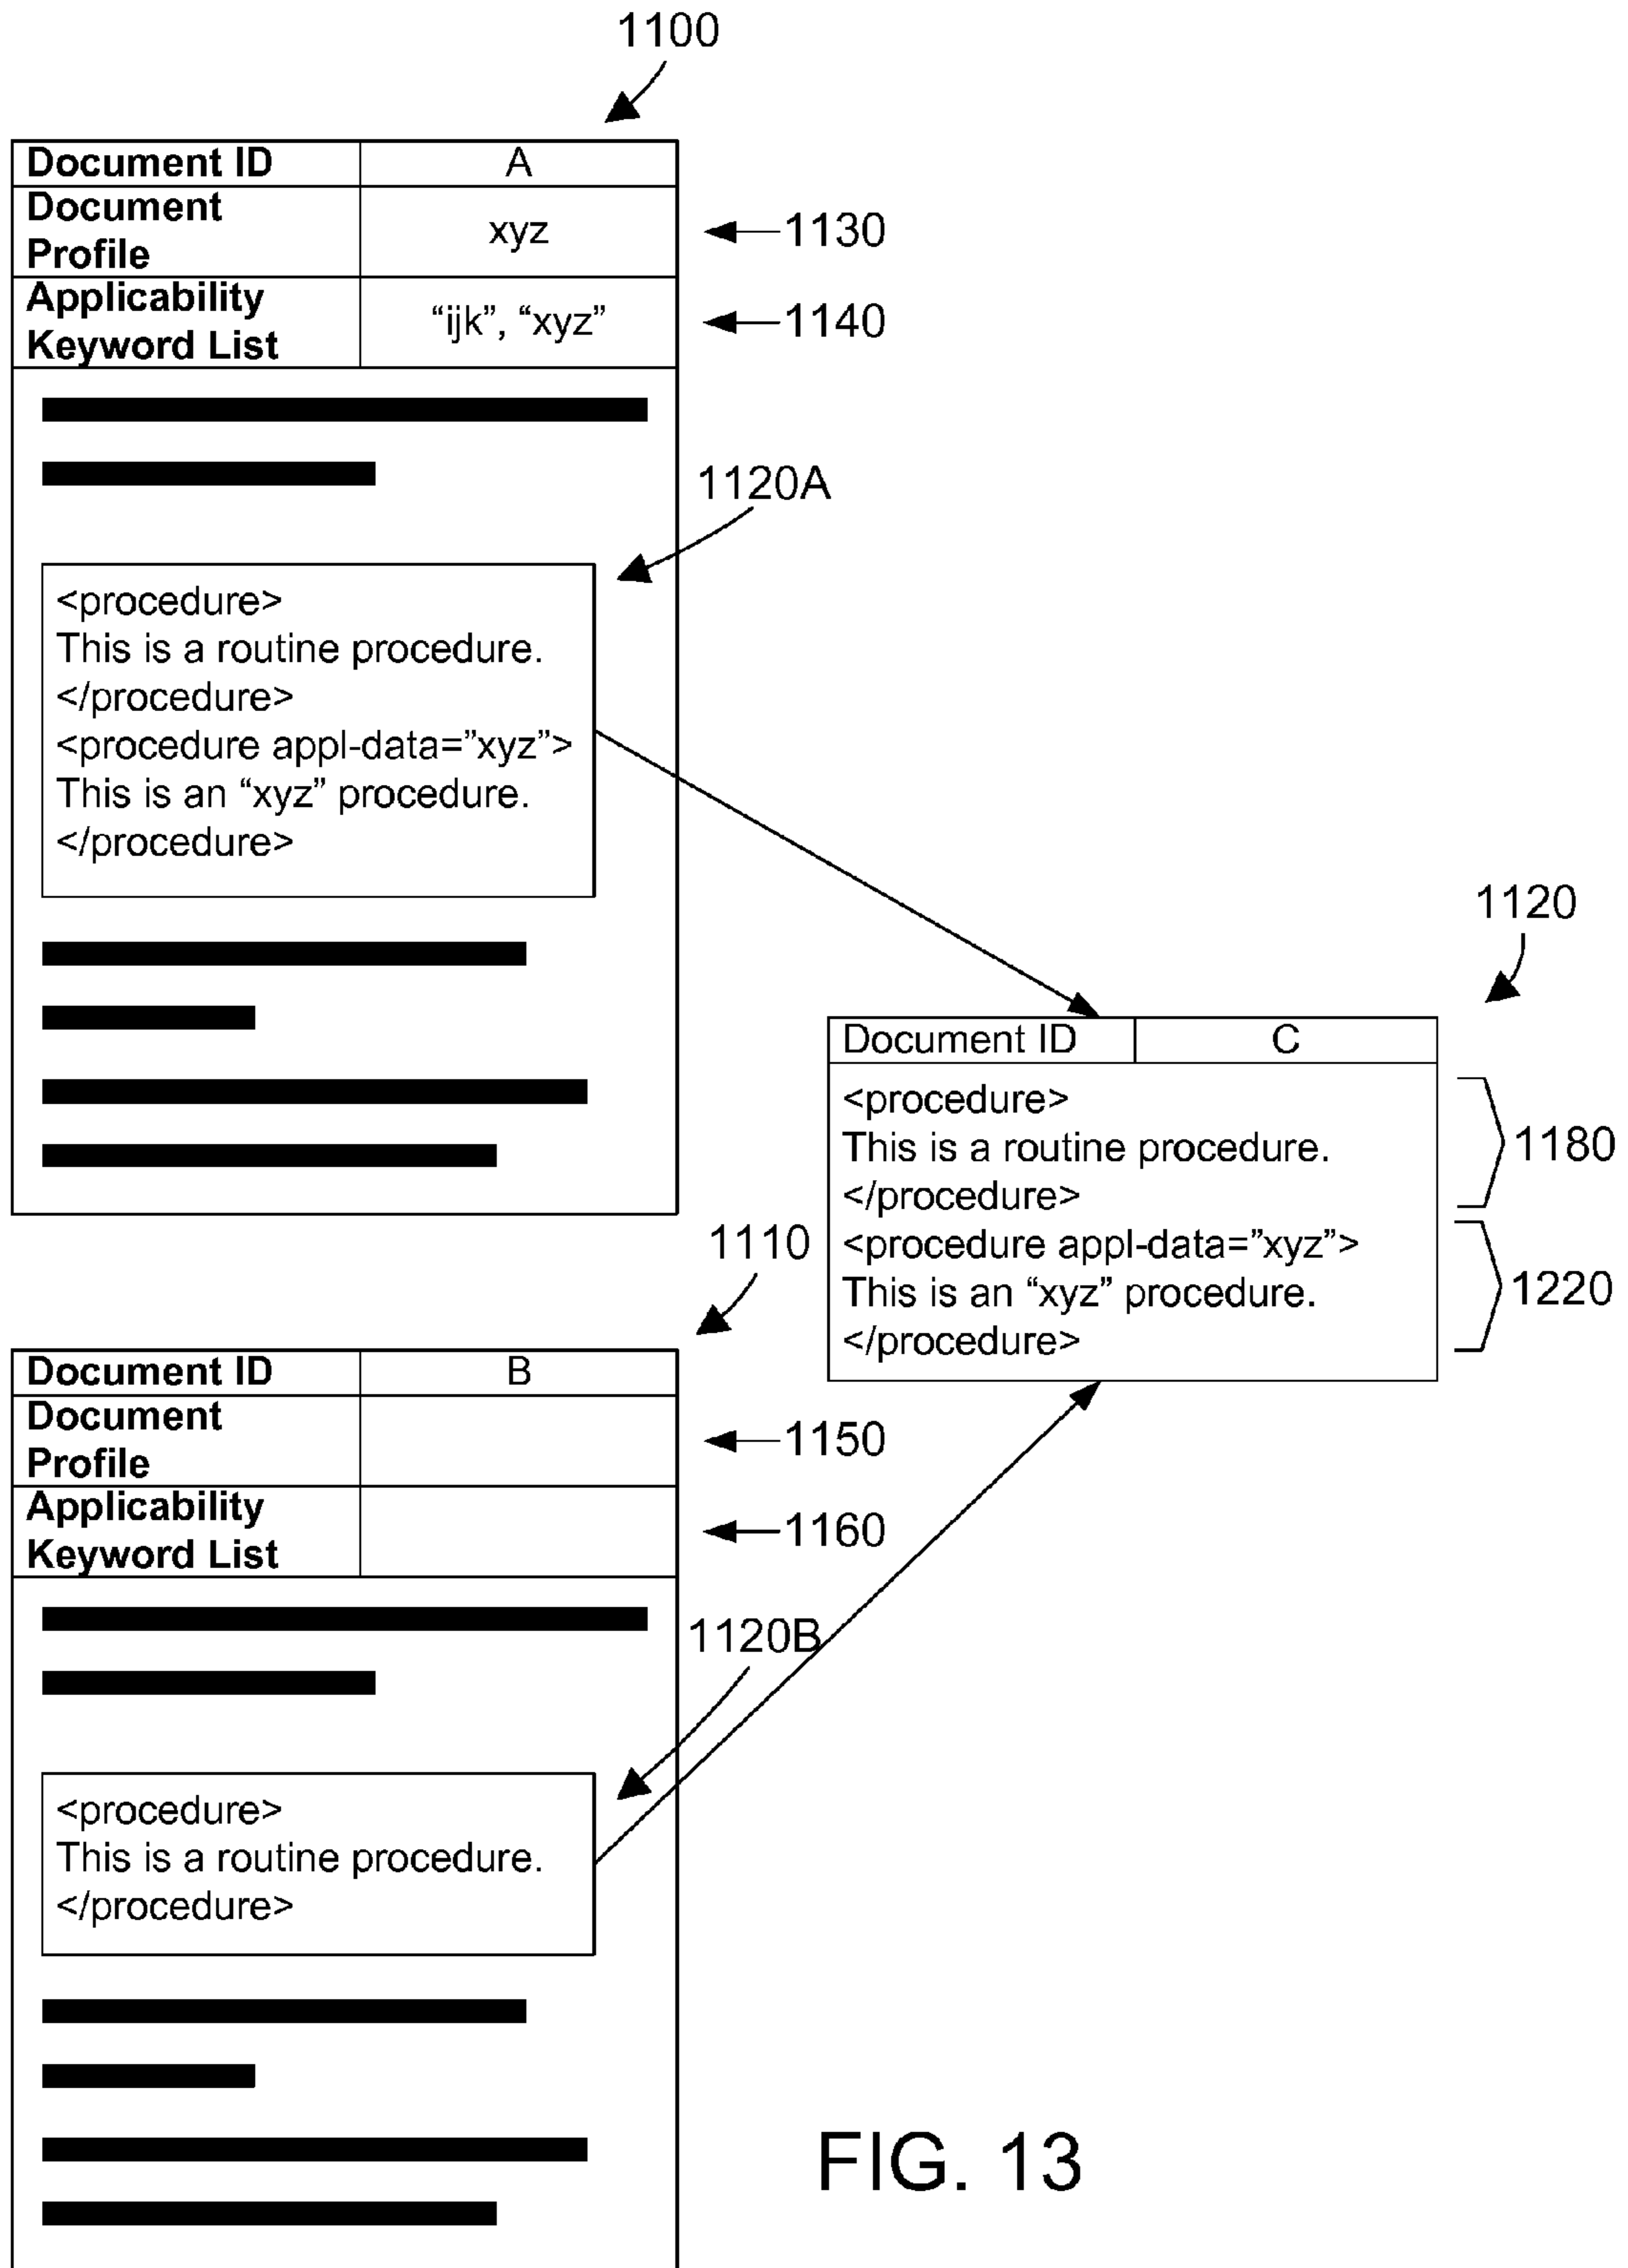 1100
Document ID A
Document
Profile
xyz
1130
Applicability
Keyword List
“ijk”, “xyz”
1140
1120A
<procedure>
This is a routine procedure.
</procedure>
<procedure appl-data=”xyz”>
This is an “xyz” procedure.
</procedure>
1120
Document ID C
<procedure>
This is a routine procedure.
</procedure>
1180
<procedure appl-data=”xyz”>
This is an “xyz” procedure.
</procedure>
1220
1110
Document ID B
Document
Profile
1150
Applicability
Keyword List
1160
1120B
<procedure>
This is a routine procedure.
</procedure>
FIG. 13